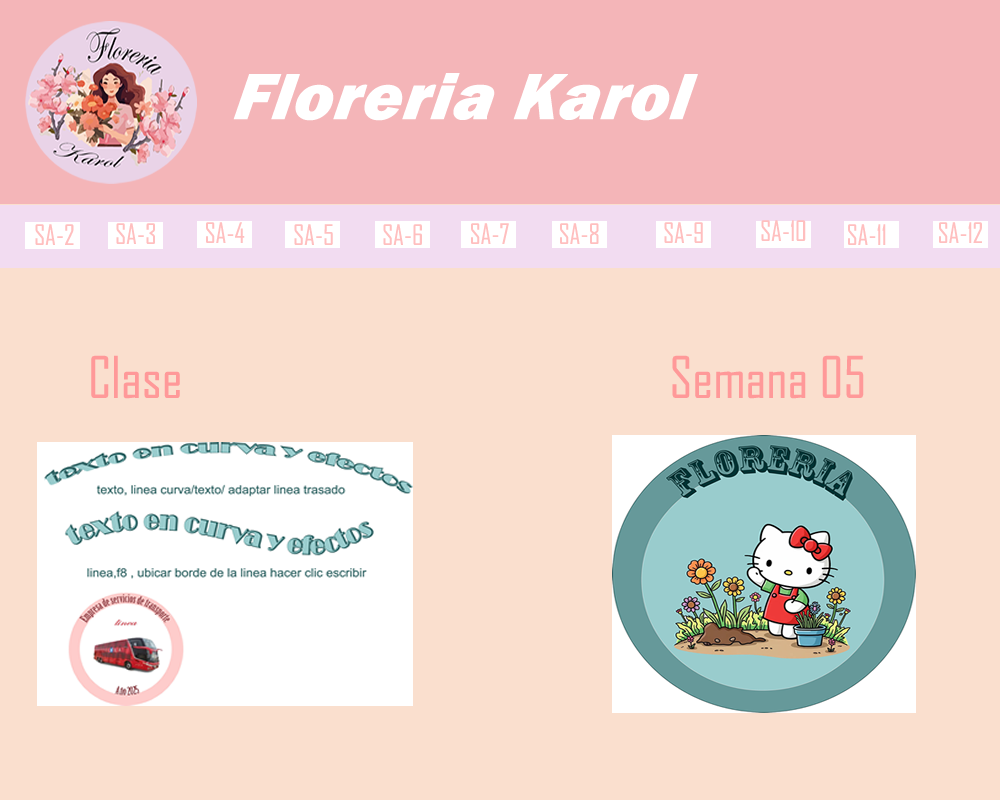 Floreria
Karol
Floreria Karol
SA-2 SA-3 SA-4 SA-5 SA-6 SA-7 SA-8 SA-9 SA-10 SA-11 SA-12
Clase
texto en curva y efectos
texto, linea curva/texto/ adaptar linea trasado
texto en curva y efectos
linea,f8 , ubicar borde de la linea hacer clic escribir
Empresa de servicios de transporte
linea
Año 2025
Semana 05
FLORERIA